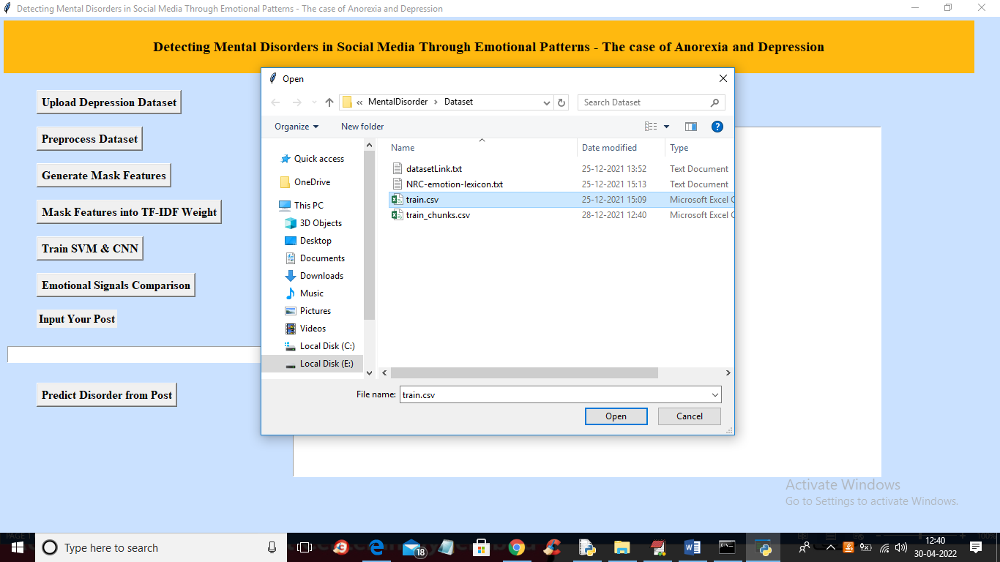 Detecting Mental Disorders in Social Media Through Emotional Patterns - The case of Anorexia and Depression
Detecting Mental Disorders in Social Media Through Emotional Patterns - The case of Anorexia and Depression
Upload Depression Dataset
Preprocess Dataset
Generate Mask Features
Mask Features into TF-IDF Weight
Train SVM & CNN
Emotional Signals Comparison
Input Your Post
Predict Disorder from Post
Open
« MentalDisorder › Dataset
Search Dataset
Organize
New folder
?
Quick access
OneDrive
This PC
3D Objects
Desktop
Documents
Downloads
Music
Pictures
Videos
Local Disk (C:)
Local Disk (E:)
Name Date modified Type
datasetLink.txt 25-12-2021 13:52 Text Document
NRC-emotion-lexicon.txt 25-12-2021 15:13 Text Document
train.csv 25-12-2021 15:09 Microsoft Excel C
train_chunks.csv 28-12-2021 12:40 Microsoft Excel C
File name: train.csv
Open Cancel
Activate Windows
Go to Settings to activate Windows.
Type here to search
18
12:40
30-04-2022
100%